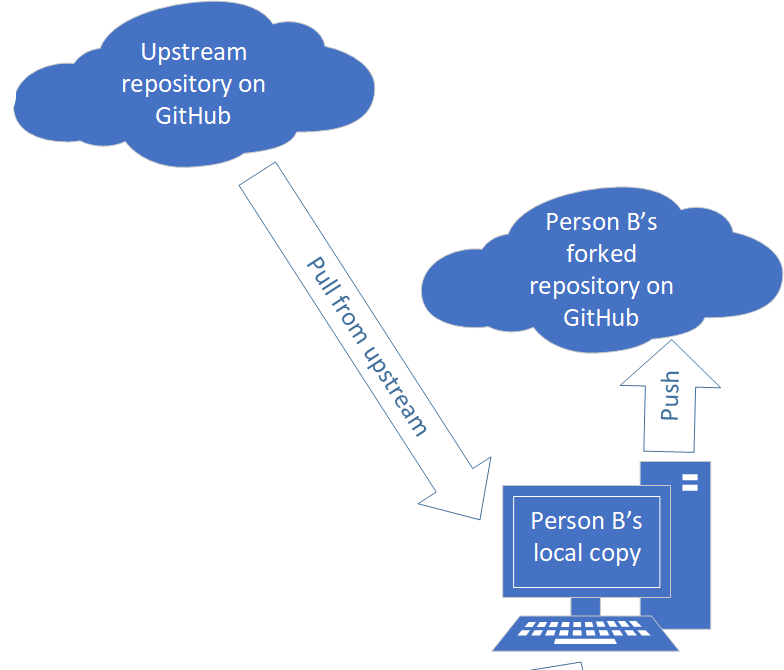 Upstream
repository on
GitHub
Person B’s
forked
repository on
GitHub
Pull from upstream
Push
Person B’s
local copy